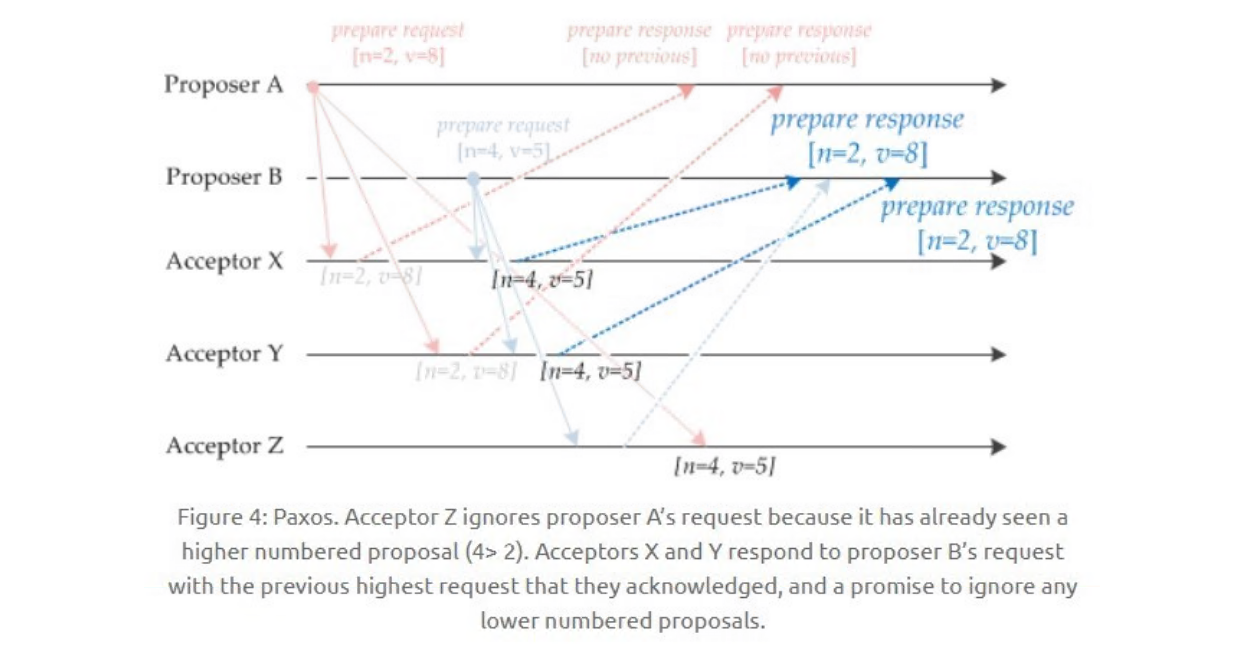 prepare request
[n=2, v=8]
prepare response
[no previous]
prepare response
[no previous]
Proposer A
prepare request
[n=4, v=5]
prepare response
[n=2, v=8]
Proposer B
prepare response
[n=2, v=8]
Acceptor X
[n=2, v=8]
[n=4, v=5]
Acceptor Y
[n=2, v=8]
[n=4, v=5]
Acceptor Z
[n=4, v=5]
Figure 4: Paxos. Acceptor Z ignores proposer A’s request because it has already seen a
higher numbered proposal (4> 2). Acceptors X and Y respond to proposer B’s request
with the previous highest request that they acknowledged, and a promise to ignore any
lower numbered proposals.